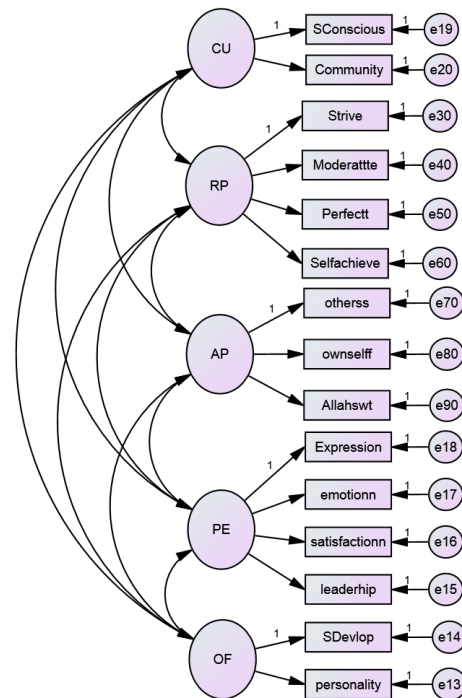 CU
1
SConscious
1
e19
Community
1
e20
RP
1
Strive
1
e30
Moderattte
1
e40
Perfectt
1
e50
Selfachieve
1
e60
AP
1
otherss
1
e70
ownselff
1
e80
Allahswt
1
e90
PE
1
Expression
1
e18
emotionn
1
e17
satisfactionn
1
e16
leaderhip
1
e15
OF
1
SDevlop
1
e14
personality
1
e13